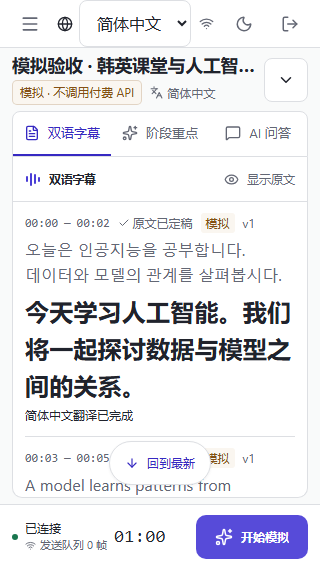 简体中文
模拟验收 · 韩英课堂与人工智...
模拟 · 不调用付费 API
简体中文
双语字幕
阶段重点
AI 问答
双语字幕
显示原文
00:00 — 00:02 原文已定稿 模拟 v1
오늘은 인공지능을 공부합니다.
데이터와 모델의 관계를 살펴봅시다.
今天学习人工智能。我们
将一起探讨数据与模型之
间的关系。
简体中文翻译已完成
00:03 — 00:05 模拟 v1
回到最新
A model learns patterns from
已连接
发送队列 0 帧
01:00
开始模拟